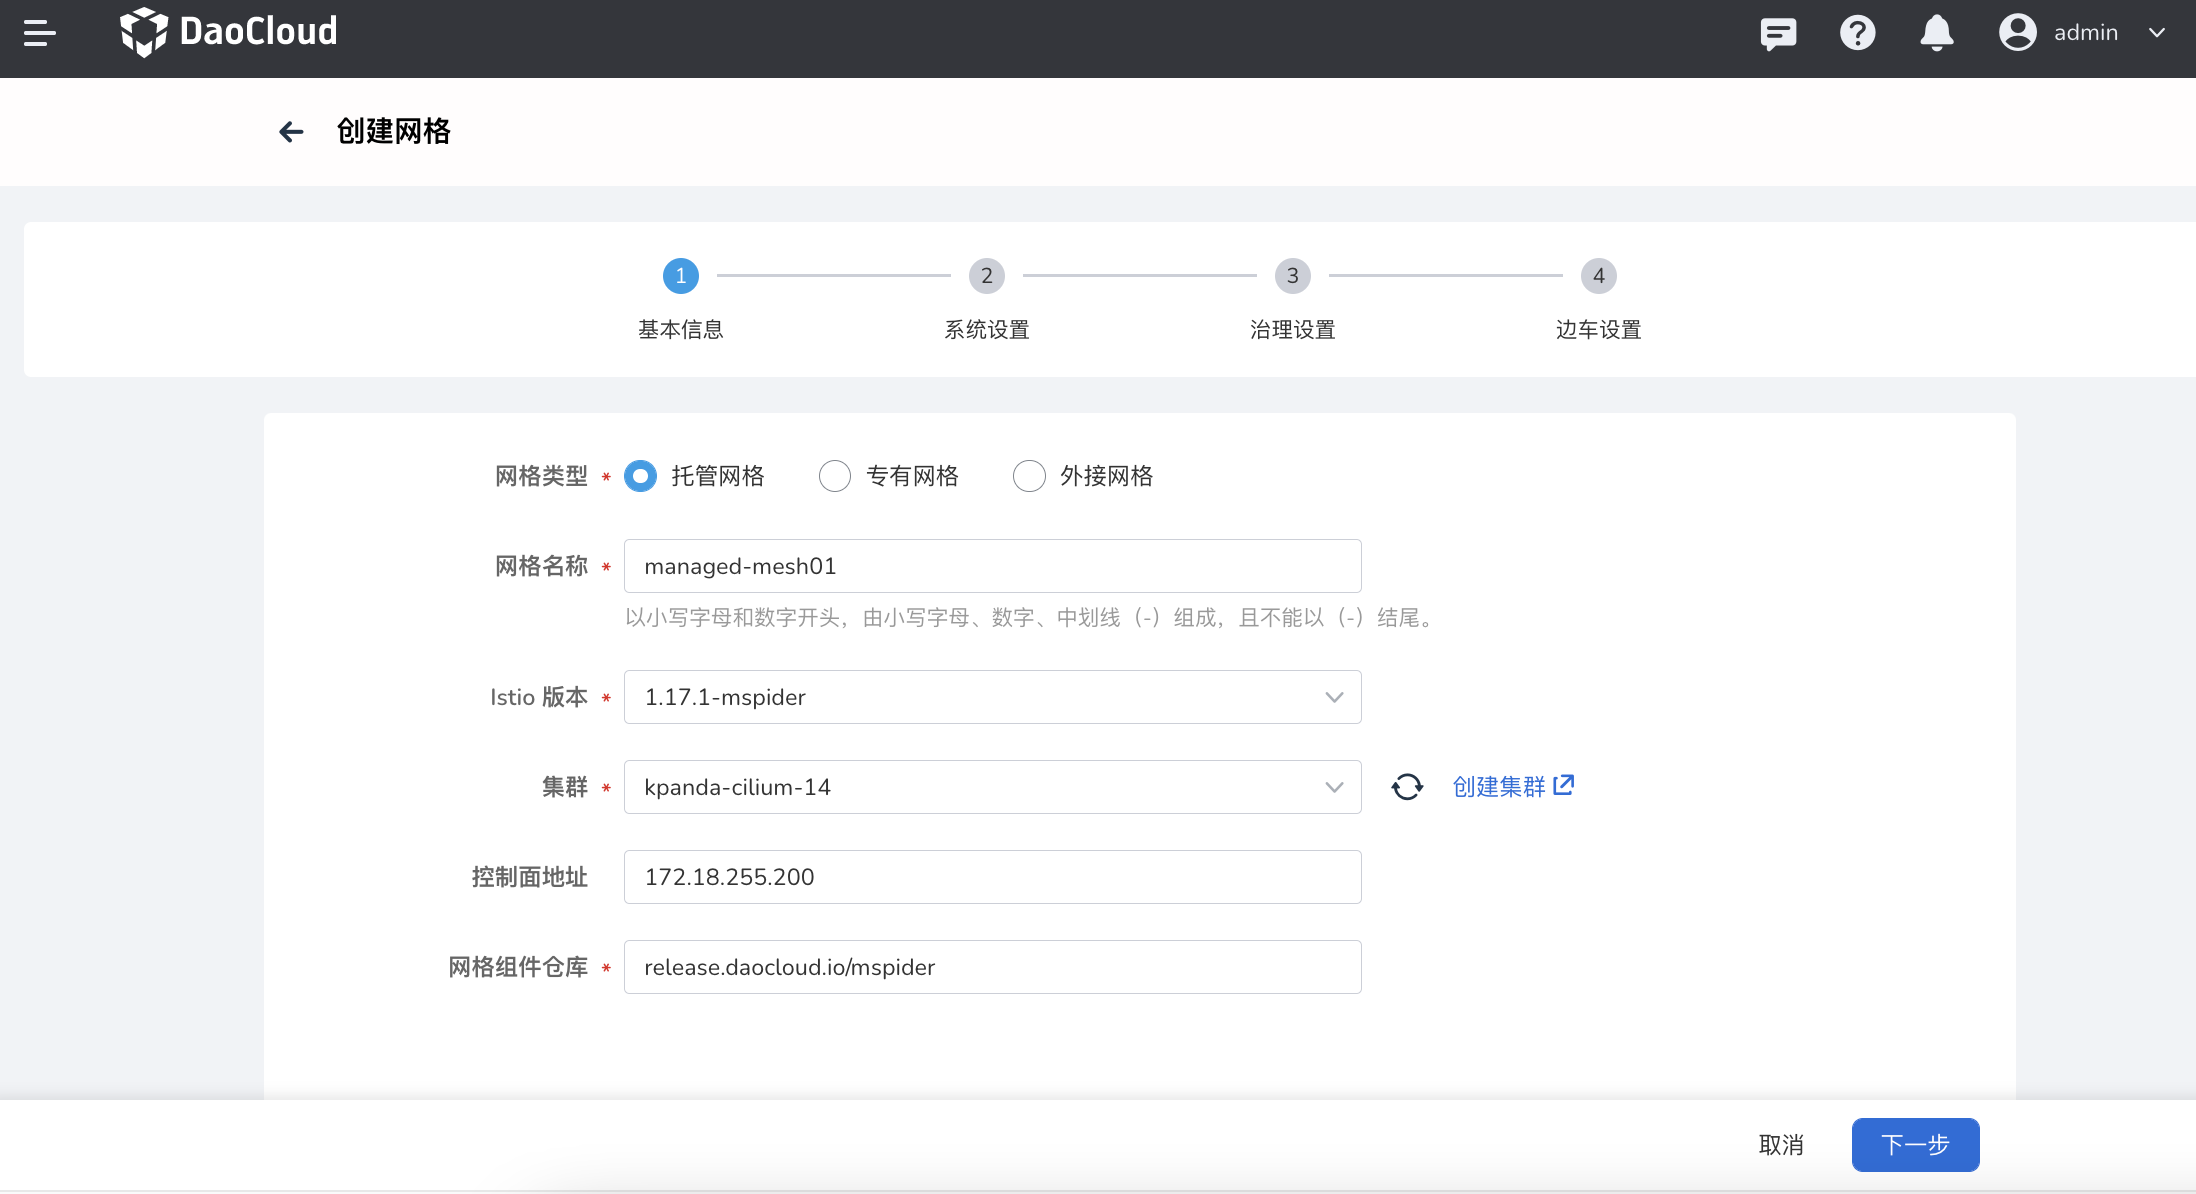 DaoCloud
admin
创建网格
1 2 3 4
基本信息 系统设置 治理设置 边车设置
网格类型 * 托管网格 专有网格 外接网格
网格名称 * managed-mesh01
以小写字母和数字开头，由小写字母、数字、中划线（-）组成，且不能以（-）结尾。
Istio 版本 * 1.17.1-mspider
集群 * kpanda-cilium-14 创建集群
控制面地址 172.18.255.200
网格组件仓库 * release.daocloud.io/mspider
取消 下一步